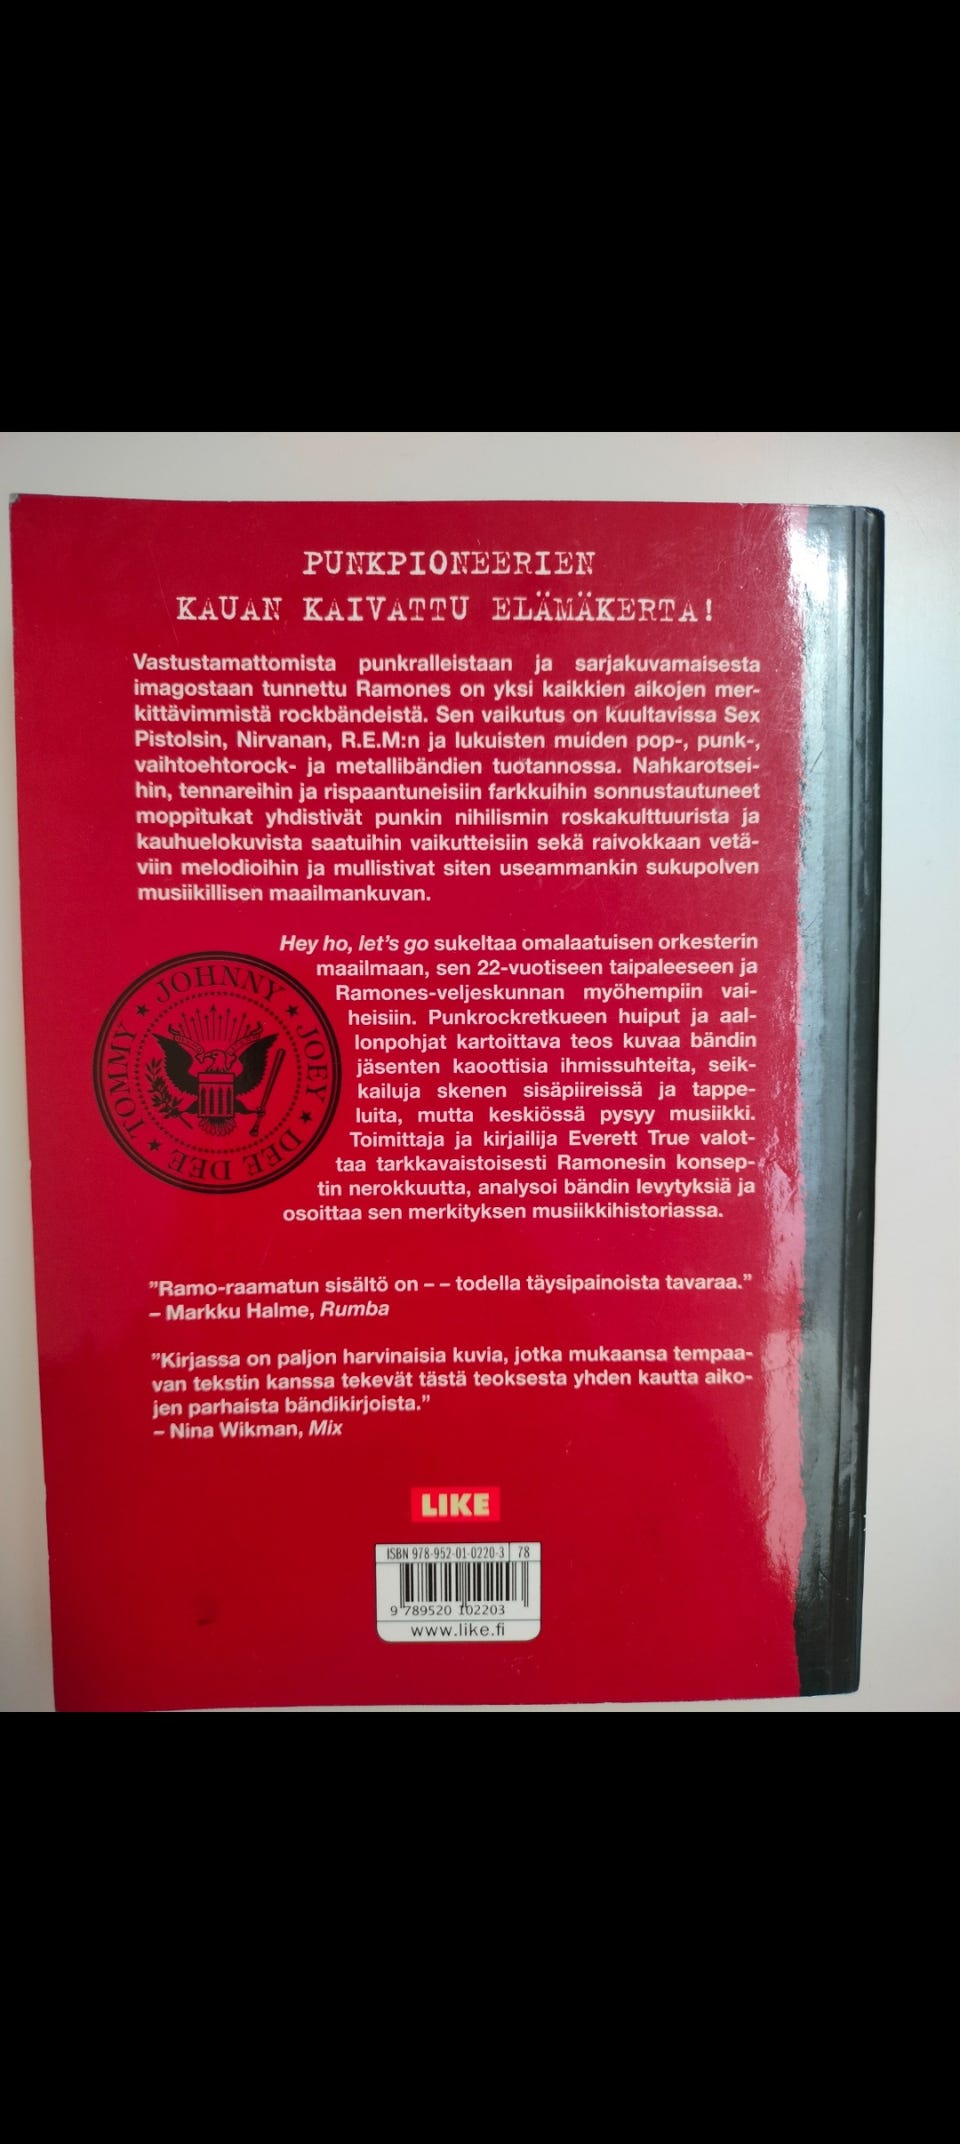 PUNKPIONEERIEN
KAUAN KAIVATTU ELÄMÄKERTA!
Vastustamattomista punkralleistaan ja sarjakuvamaisesta
imagostaan tunnettu Ramones on yksi kaikkien aikojen mer-
kittävimmistä rockbändeistä. Sen vaikutus on kuultavissa Sex
Pistolsin, Nirvanan, R.E.M:n ja lukuisten muiden pop-, punk-,
vaihtoehtorock- ja metallibändien tuotannossa. Nahkarotsei-
hin, tennareihin ja rispaantuneisiin farkkuihin sonnustautuneet
moppitukat yhdistivät punkin nihilismin roskakulttuurista ja
kauhuelokuvista saatuihin vaikutteisiin sekä raivokkaan vetä-
viin melodioihin ja mullistivat siten useammankin sukupolven
musiikillisen maailmankuvan.
Hey ho, let's go sukeltaa omalaatuisen orkesterin
maailmaan, sen 22-vuotiseen taipaleeseen ja
Ramones-veljeskunnan myöhempiin vai-
heisiin. Punkrockretkueen huiput ja aal-
lonpohjat kartoittava teos kuvaa bändin
jäsenten kaoottisia ihmissuhteita, seik-
kailuja skenen sisäpiireissä ja tappe-
luita, mutta keskiössä pysyy musiikki.
Toimittaja ja kirjailija Everett True valot-
taa tarkkavaistoisesti Ramonesin konsep-
tin nerokkuutta, analysoi bändin levytyksiä ja
osoittaa sen merkityksen musiikkihistoriassa.
JOHNNY ★ JOEY ★ DEE DEE ★ TOMMY ★
"Ramo-raamatun sisältö on – – todella täysipainoista tavaraa."
– Markku Halme, Rumba
"Kirjassa on paljon harvinaisia kuvia, jotka mukaansa tempaa-
van tekstin kanssa tekevät tästä teoksesta yhden kautta aiko-
jen parhaista bändikirjoista."
– Nina Wikman, Mix
LIKE
ISBN 978-952-01-0220-3 78
9 789520 102203
www.like.fi